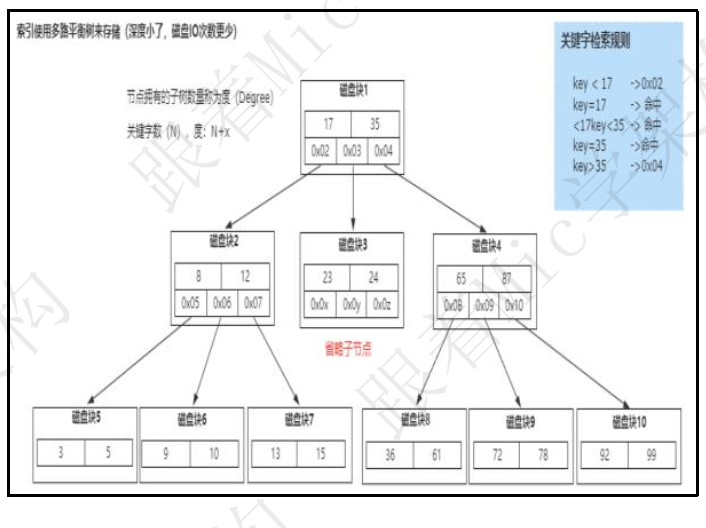 索引使用多路平衡树来存储（深度小了，磁盘IO次数更少）
关键字检索规则
key < 17 ->0x02
key=17 -> 命中
<17key<35 -> 命中
key=35 ->命中
key>35 ->0x04
节点拥有的子树数量称为度（Degree）
关键字数（N），度：N+x
磁盘块1
17 35
0x02 0x03 0x04
磁盘块2 磁盘块3 磁盘块4
8 12 23 24 65 87
0x05 0x06 0x07 0x0x 0x0y 0x0z 0x08 0x09 0x10
省略子节点
磁盘块5 磁盘块6 磁盘块7 磁盘块8 磁盘块9 磁盘块10
3 5 9 10 13 15 36 61 72 78 92 99
跟着Mic学架构
跟着Mic学架构
构